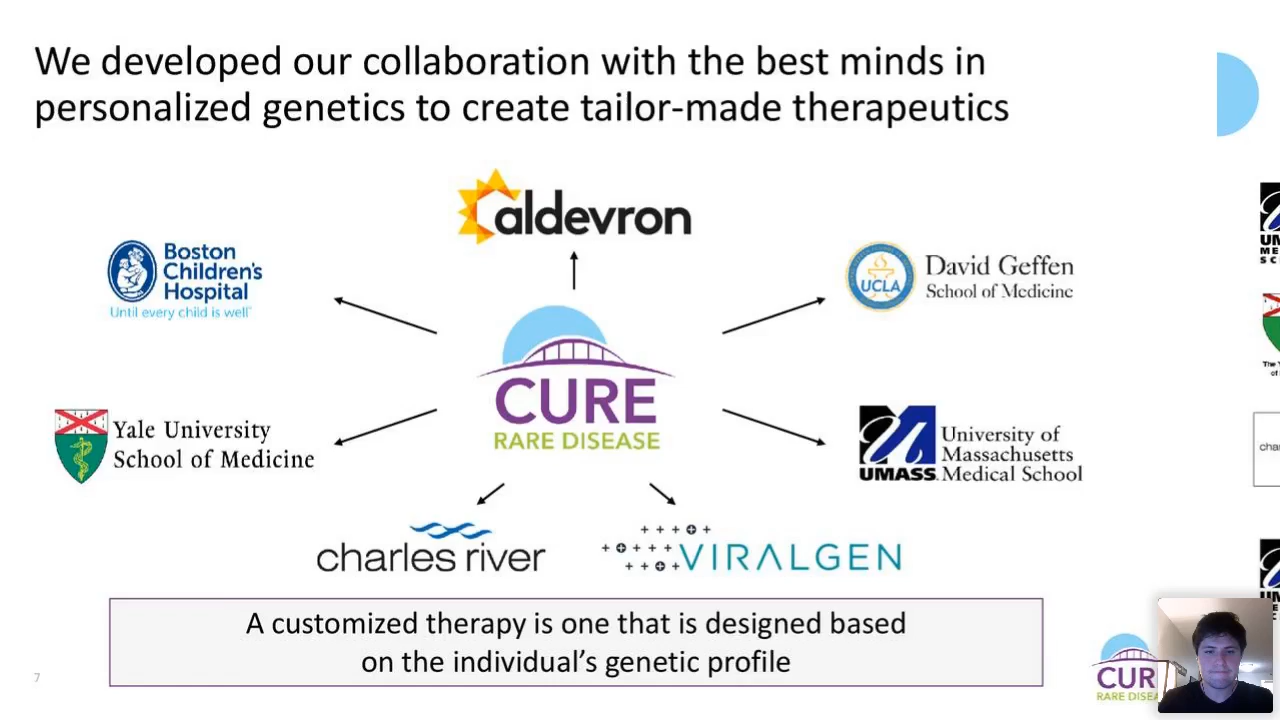 We developed our collaboration with the best minds in
personalized genetics to create tailor-made therapeutics
aldevron
Boston
Children's
Hospital
Until every child is well
UCLA
David Geffen
School of Medicine
CURE
RARE DISEASE
Yale University
School of Medicine
UMASS
University of
Massachusetts
Medical School
charles river
VIRALGEN
A customized therapy is one that is designed based
on the individual's genetic profile
7
CUR
RARE DISEA